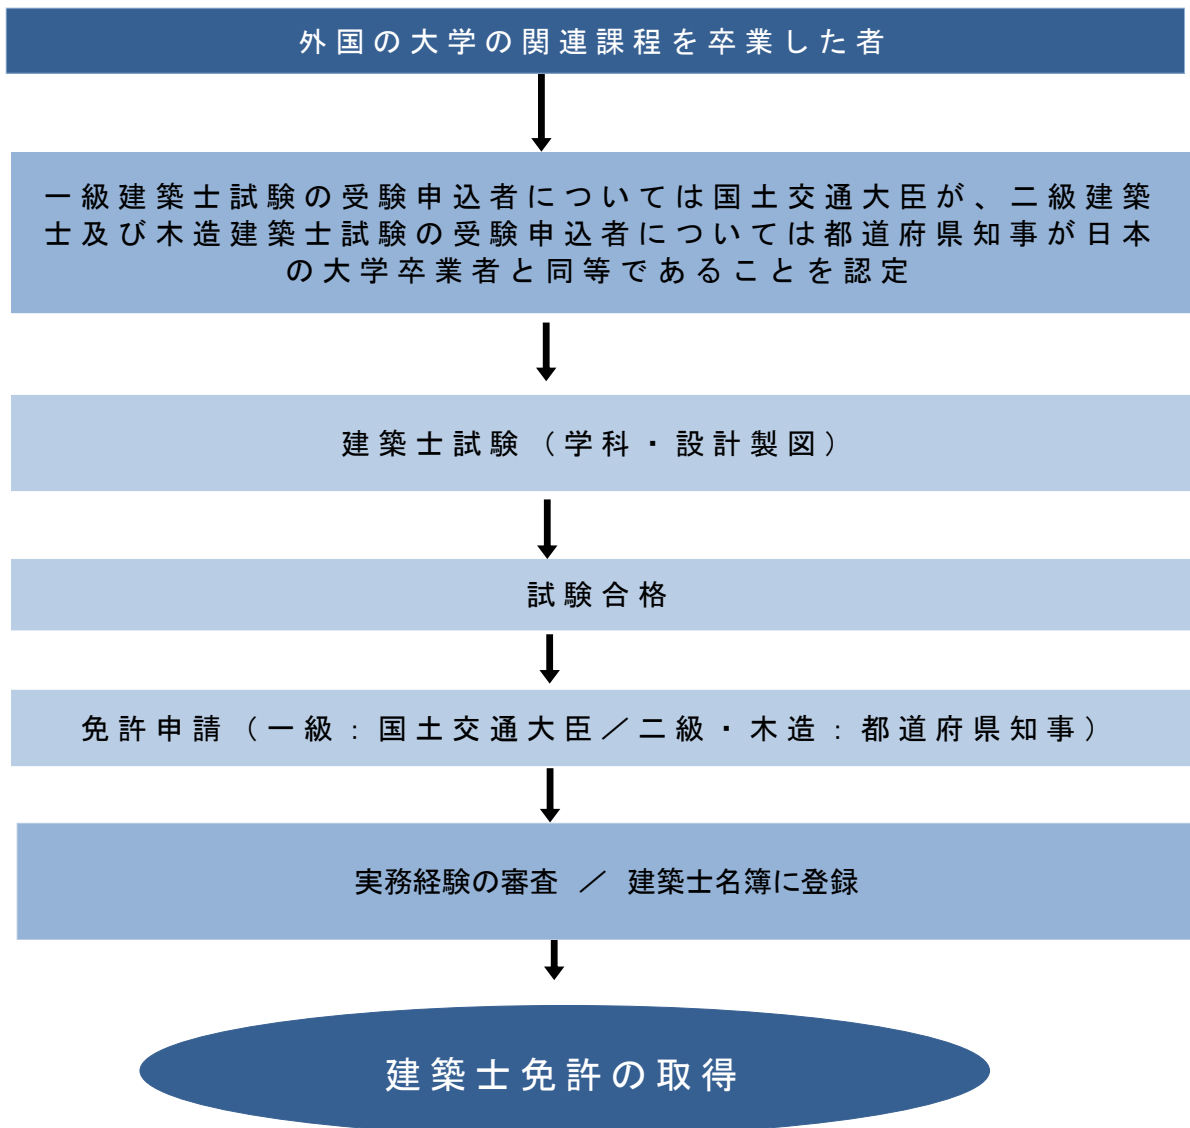 外国の大学の関連課程を卒業した者
一級建築士試験の受験申込者については国土交通大臣が、二級建築
士及び木造建築士試験の受験申込者については都道府県知事が日本
の大学卒業者と同等であることを認定
建築士試験（学科・設計製図）
試験合格
免許申請（一級：国土交通大臣／二級・木造：都道府県知事）
実務経験の審査 ／ 建築士名簿に登録
建築士免許の取得